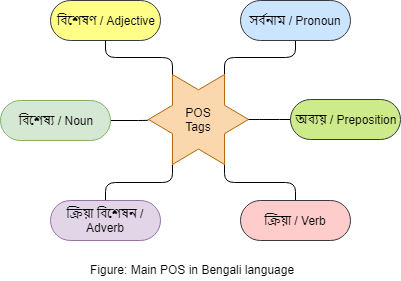 বিশেষণ / Adjective
সর্বনাম / Pronoun
POS
Tags
বিশেষ্য / Noun
অব্যয় / Preposition
ক্রিয়া বিশেষন /
Adverb
ক্রিয়া / Verb
Figure: Main POS in Bengali language